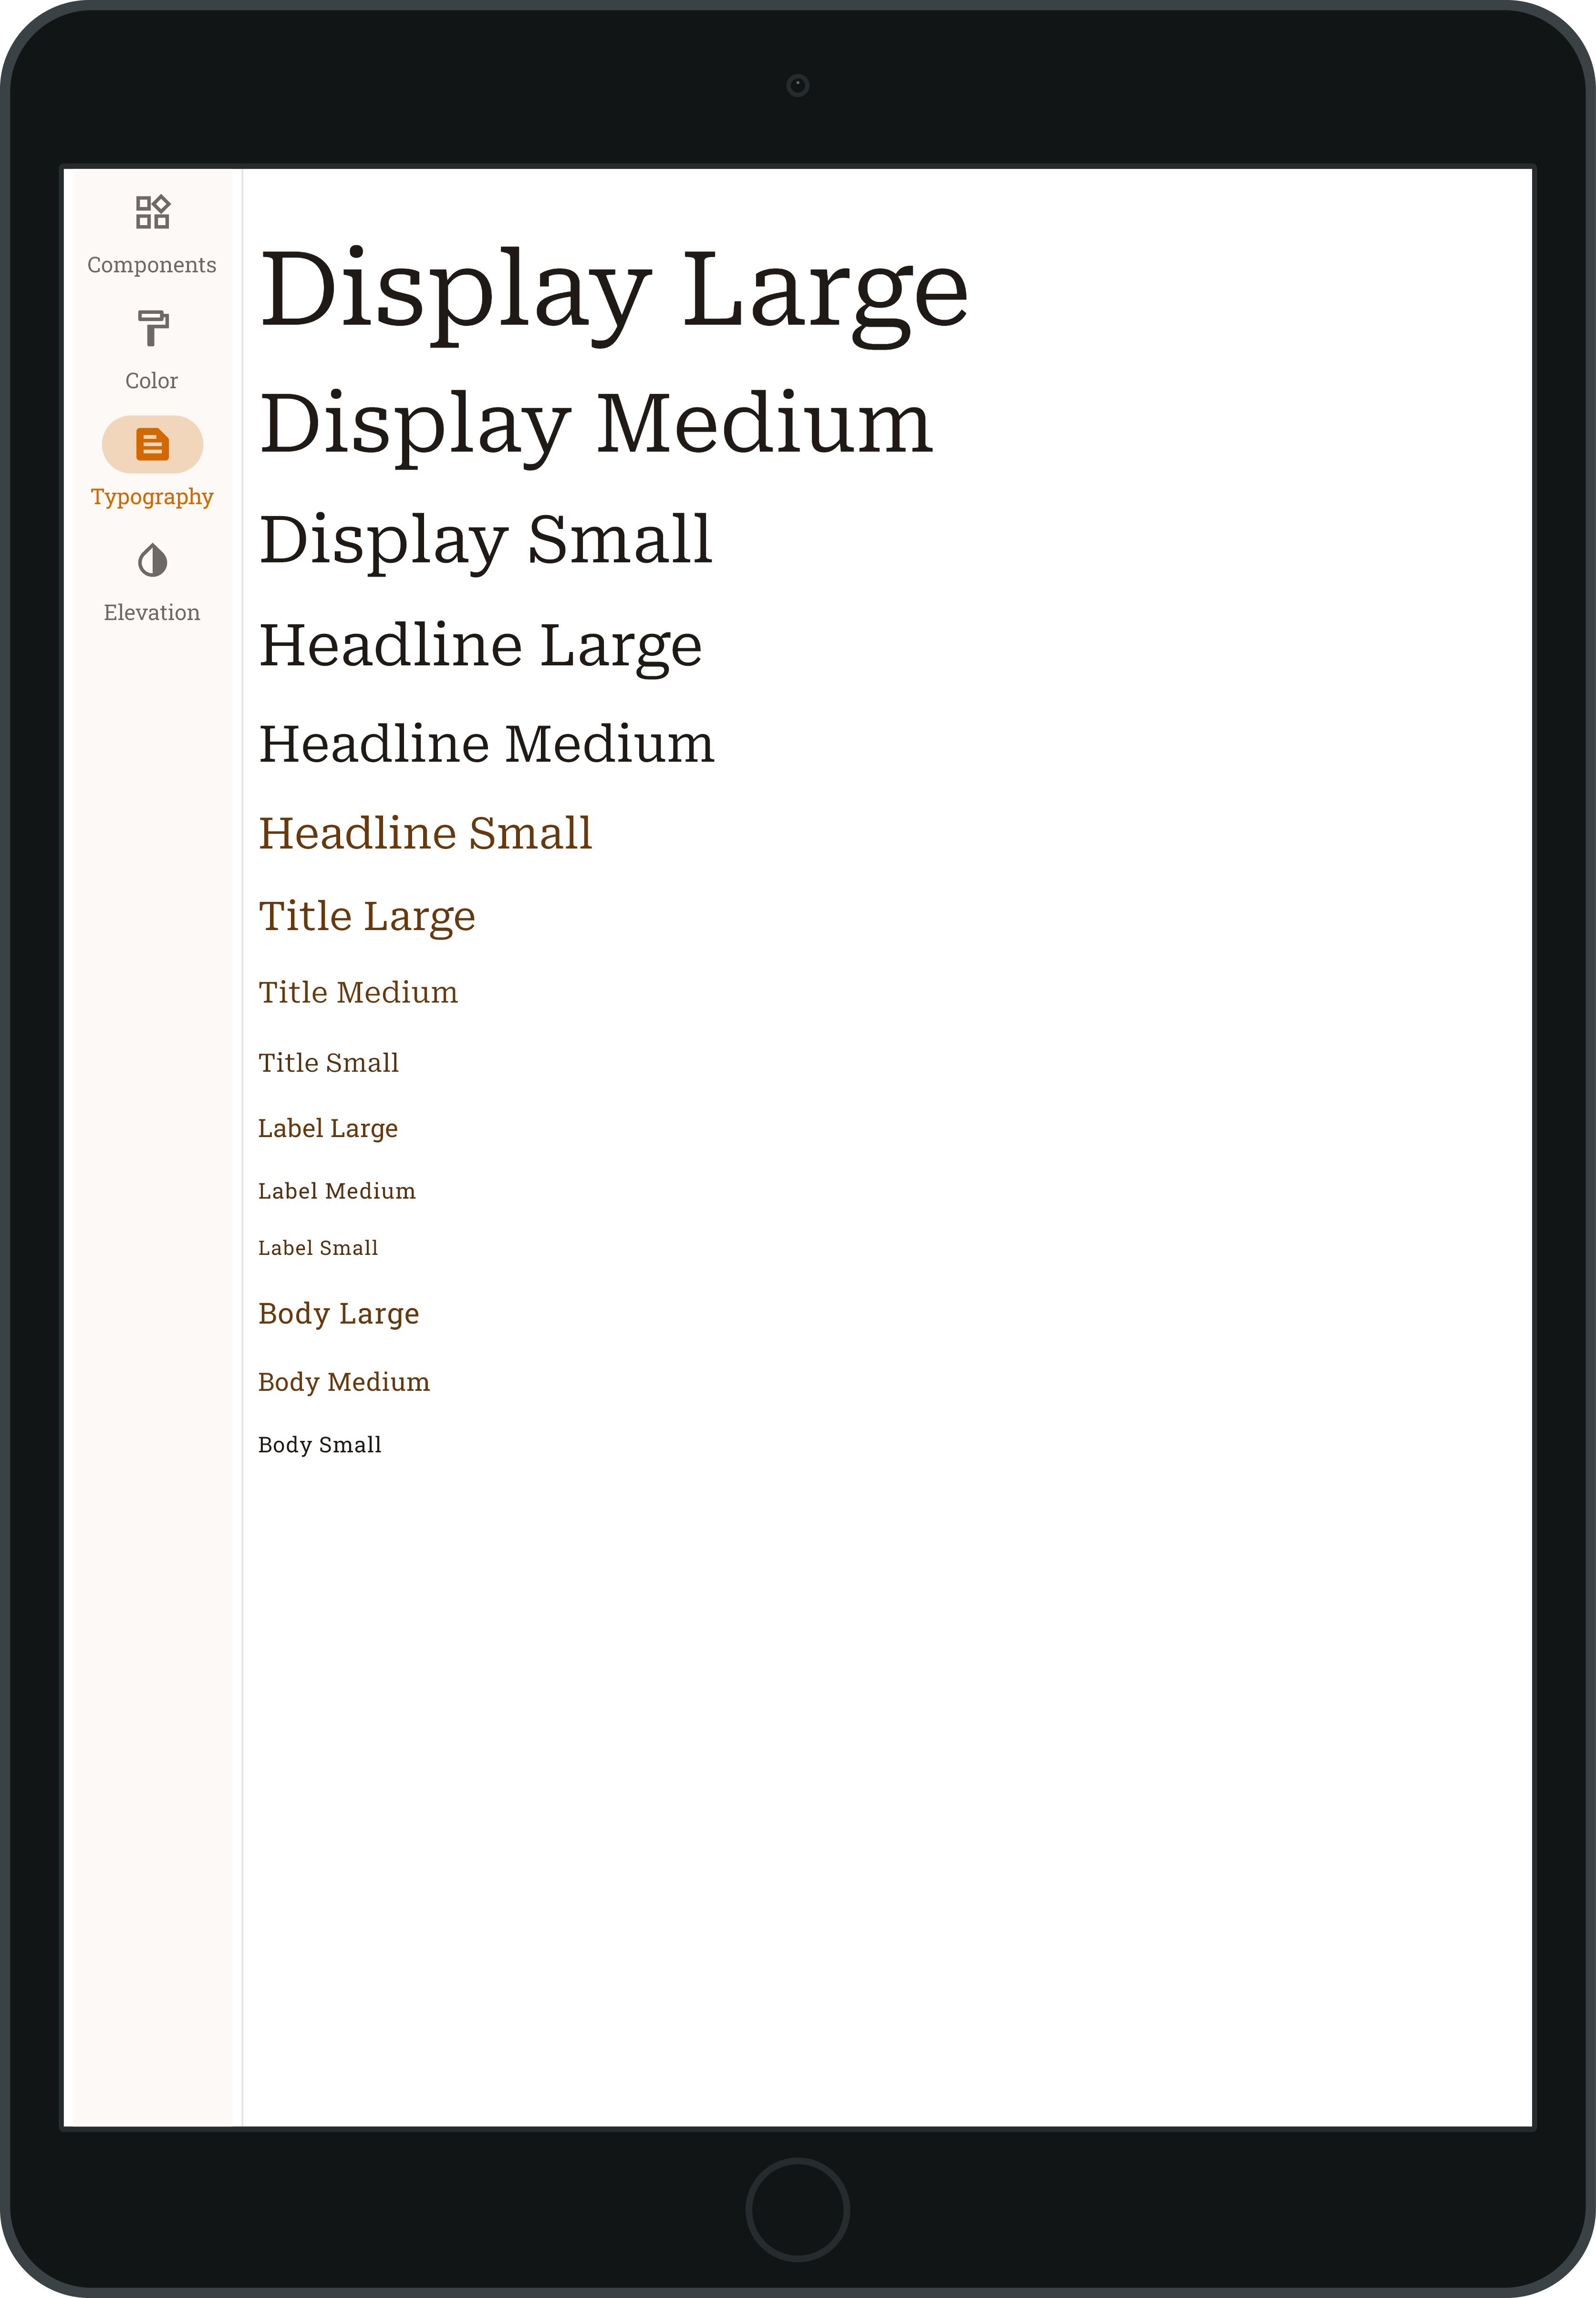 Components
Color
Typography
Elevation
Display Large
Display Medium
Display Small
Headline Large
Headline Medium
Headline Small
Title Large
Title Medium
Title Small
Label Large
Label Medium
Label Small
Body Large
Body Medium
Body Small